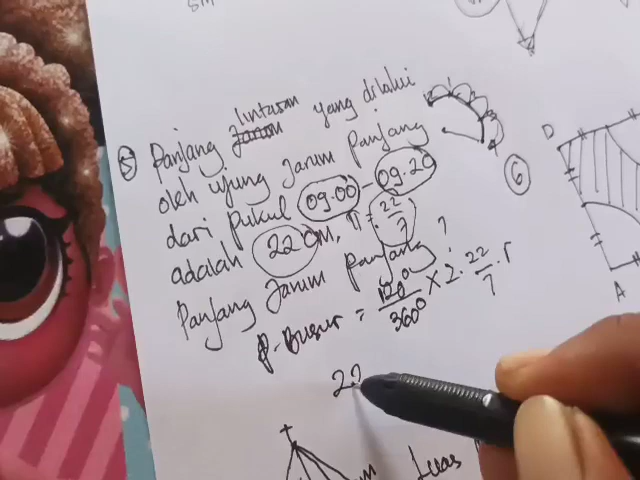 5 Panjang lintasan yang dilalui
oleh ujung Jarum panjang
dari pukul 09.00 - 09.20
adalah 22 cm, π = 22/7
Panjang Jarum panjang ?
P. Busur = 120°/360° × 2 · 22/7 · r
22
6
D
A
Luas